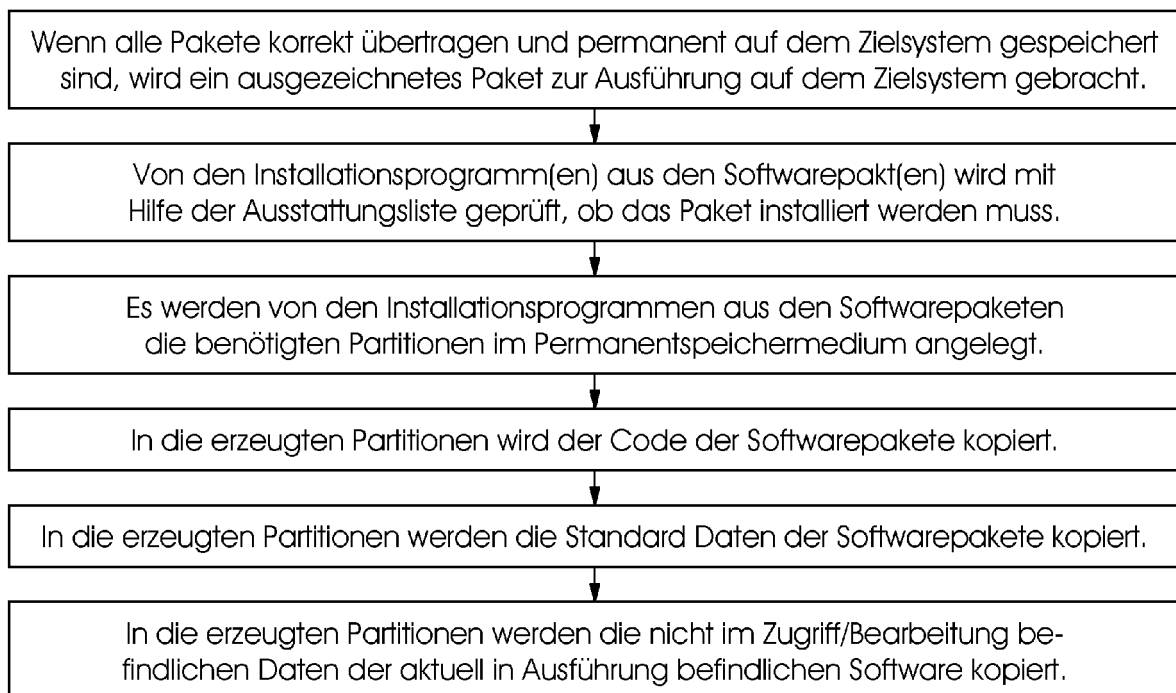 Wenn alle Pakete korrekt übertragen und permanent auf dem Zielsystem gespeichert
sind, wird ein ausgezeichnetes Paket zur Ausführung auf dem Zielsystem gebracht.
Von den Installationsprogramm(en) aus den Softwarepakt(en) wird mit
Hilfe der Ausstattungsliste geprüft, ob das Paket installiert werden muss.
Es werden von den Installationsprogrammen aus den Softwarepaketen
die benötigten Partitionen im Permanentspeichermedium angelegt.
In die erzeugten Partitionen wird der Code der Softwarepakete kopiert.
In die erzeugten Partitionen werden die Standard Daten der Softwarepakete kopiert.
In die erzeugten Partitionen werden die nicht im Zugriff/Bearbeitung be-
findlichen Daten der aktuell in Ausführung befindlichen Software kopiert.